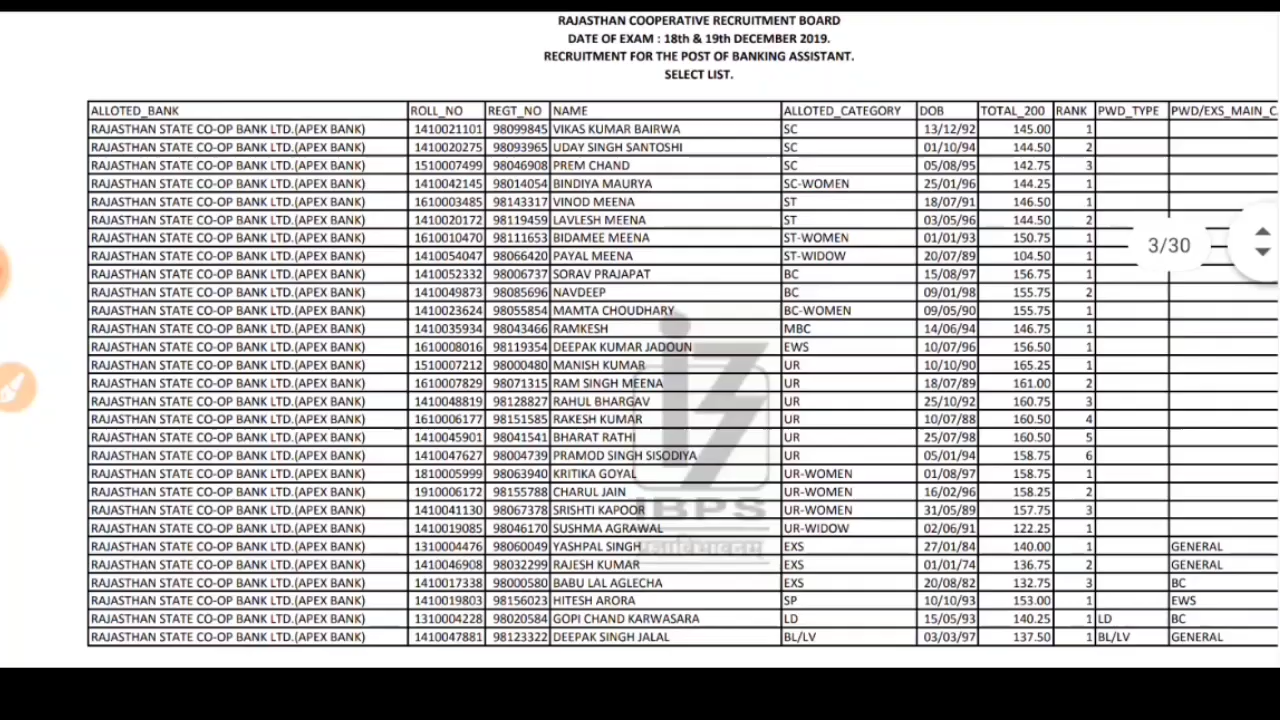 RAJASTHAN COOPERATIVE RECRUITMENT BOARD
DATE OF EXAM : 18th & 19th DECEMBER 2019.
RECRUITMENT FOR THE POST OF BANKING ASSISTANT.
SELECT LIST.
ALLOTED_BANK ROLL_NO REGT_NO NAME ALLOTED_CATEGORY DOB TOTAL_200 RANK PWD_TYPE PWD/EXS_MAIN_C
RAJASTHAN STATE CO-OP BANK LTD.(APEX BANK) 1410021101 98099845 VIKAS KUMAR BAIRWA SC 13/12/92 145.00 1
RAJASTHAN STATE CO-OP BANK LTD.(APEX BANK) 1410020275 98093965 UDAY SINGH SANTOSHI SC 01/10/94 144.50 2
RAJASTHAN STATE CO-OP BANK LTD.(APEX BANK) 1510007499 98046908 PREM CHAND SC 05/08/95 142.75 3
RAJASTHAN STATE CO-OP BANK LTD.(APEX BANK) 1410042145 98014054 BINDIYA MAURYA SC-WOMEN 25/01/96 144.25 1
RAJASTHAN STATE CO-OP BANK LTD.(APEX BANK) 1610003485 98143317 VINOD MEENA ST 18/07/91 146.50 1
RAJASTHAN STATE CO-OP BANK LTD.(APEX BANK) 1410020172 98119459 LAVLESH MEENA ST 03/05/96 144.50 2
RAJASTHAN STATE CO-OP BANK LTD.(APEX BANK) 1610010470 98111653 BIDAMEE MEENA ST-WOMEN 01/01/93 150.75 1
3/30
RAJASTHAN STATE CO-OP BANK LTD.(APEX BANK) 1410054047 98066420 PAYAL MEENA ST-WIDOW 20/07/89 104.50 1
RAJASTHAN STATE CO-OP BANK LTD.(APEX BANK) 1410052332 98006737 SORAV PRAJAPAT BC 15/08/97 156.75 1
RAJASTHAN STATE CO-OP BANK LTD.(APEX BANK) 1410049873 98085696 NAVDEEP BC 09/01/98 155.75 2
RAJASTHAN STATE CO-OP BANK LTD.(APEX BANK) 1410023624 98055854 MAMTA CHOUDHARY BC-WOMEN 09/05/90 155.75 1
RAJASTHAN STATE CO-OP BANK LTD.(APEX BANK) 1410035934 98043466 RAMKESH MBC 14/06/94 146.75 1
RAJASTHAN STATE CO-OP BANK LTD.(APEX BANK) 1610008016 98119354 DEEPAK KUMAR JADOUN EWS 10/07/96 156.50 1
RAJASTHAN STATE CO-OP BANK LTD.(APEX BANK) 1510007212 98000480 MANISH KUMAR UR 10/10/90 165.25 1
RAJASTHAN STATE CO-OP BANK LTD.(APEX BANK) 1610007829 98071315 RAM SINGH MEENA UR 18/07/89 161.00 2
RAJASTHAN STATE CO-OP BANK LTD.(APEX BANK) 1410048819 98128827 RAHUL BHARGAV UR 25/10/92 160.75 3
RAJASTHAN STATE CO-OP BANK LTD.(APEX BANK) 1610006177 98151585 RAKESH KUMAR UR 10/07/88 160.50 4
RAJASTHAN STATE CO-OP BANK LTD.(APEX BANK) 1410045901 98041541 BHARAT RATHI UR 25/07/98 160.50 5
RAJASTHAN STATE CO-OP BANK LTD.(APEX BANK) 1410047627 98004739 PRAMOD SINGH SISODIYA UR 05/01/94 158.75 6
RAJASTHAN STATE CO-OP BANK LTD.(APEX BANK) 1810005999 98063940 KRITIKA GOYAL UR-WOMEN 01/08/97 158.75 1
RAJASTHAN STATE CO-OP BANK LTD.(APEX BANK) 1910006172 98155788 CHARUL JAIN UR-WOMEN 16/02/96 158.25 2
RAJASTHAN STATE CO-OP BANK LTD.(APEX BANK) 1410041130 98067378 SRISHTI KAPOOR UR-WOMEN 31/05/89 157.75 3
IBPS
RAJASTHAN STATE CO-OP BANK LTD.(APEX BANK) 1410019085 98046170 SUSHMA AGRAWAL UR-WIDOW 02/06/91 122.25 1
RAJASTHAN STATE CO-OP BANK LTD.(APEX BANK) 1310004476 98060049 YASHPAL SINGH EXS 27/01/84 140.00 1 GENERAL
RAJASTHAN STATE CO-OP BANK LTD.(APEX BANK) 1410046908 98032299 RAJESH KUMAR EXS 01/01/74 136.75 2 GENERAL
RAJASTHAN STATE CO-OP BANK LTD.(APEX BANK) 1410017338 98000580 BABU LAL AGLECHA EXS 20/08/82 132.75 3 BC
RAJASTHAN STATE CO-OP BANK LTD.(APEX BANK) 1410019803 98156023 HITESH ARORA SP 10/10/93 153.00 1 EWS
RAJASTHAN STATE CO-OP BANK LTD.(APEX BANK) 1310004228 98020584 GOPI CHAND KARWASARA LD 15/05/93 140.25 1 LD BC
RAJASTHAN STATE CO-OP BANK LTD.(APEX BANK) 1410047881 98123322 DEEPAK SINGH JALAL BL/LV 03/03/97 137.50 1 BL/LV GENERAL